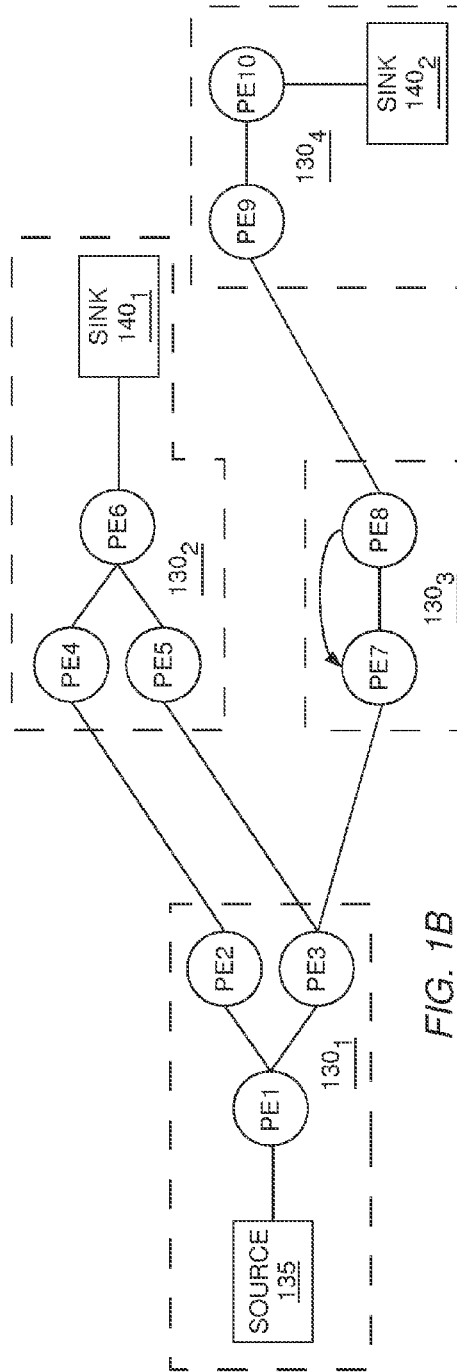 SOURCE
135
PE1
PE2
PE3
130₁
PE4
PE5
PE6
130₂
SINK
140₁
PE7
PE8
130₃
PE9
PE10
130₄
SINK
140₂
FIG. 1B